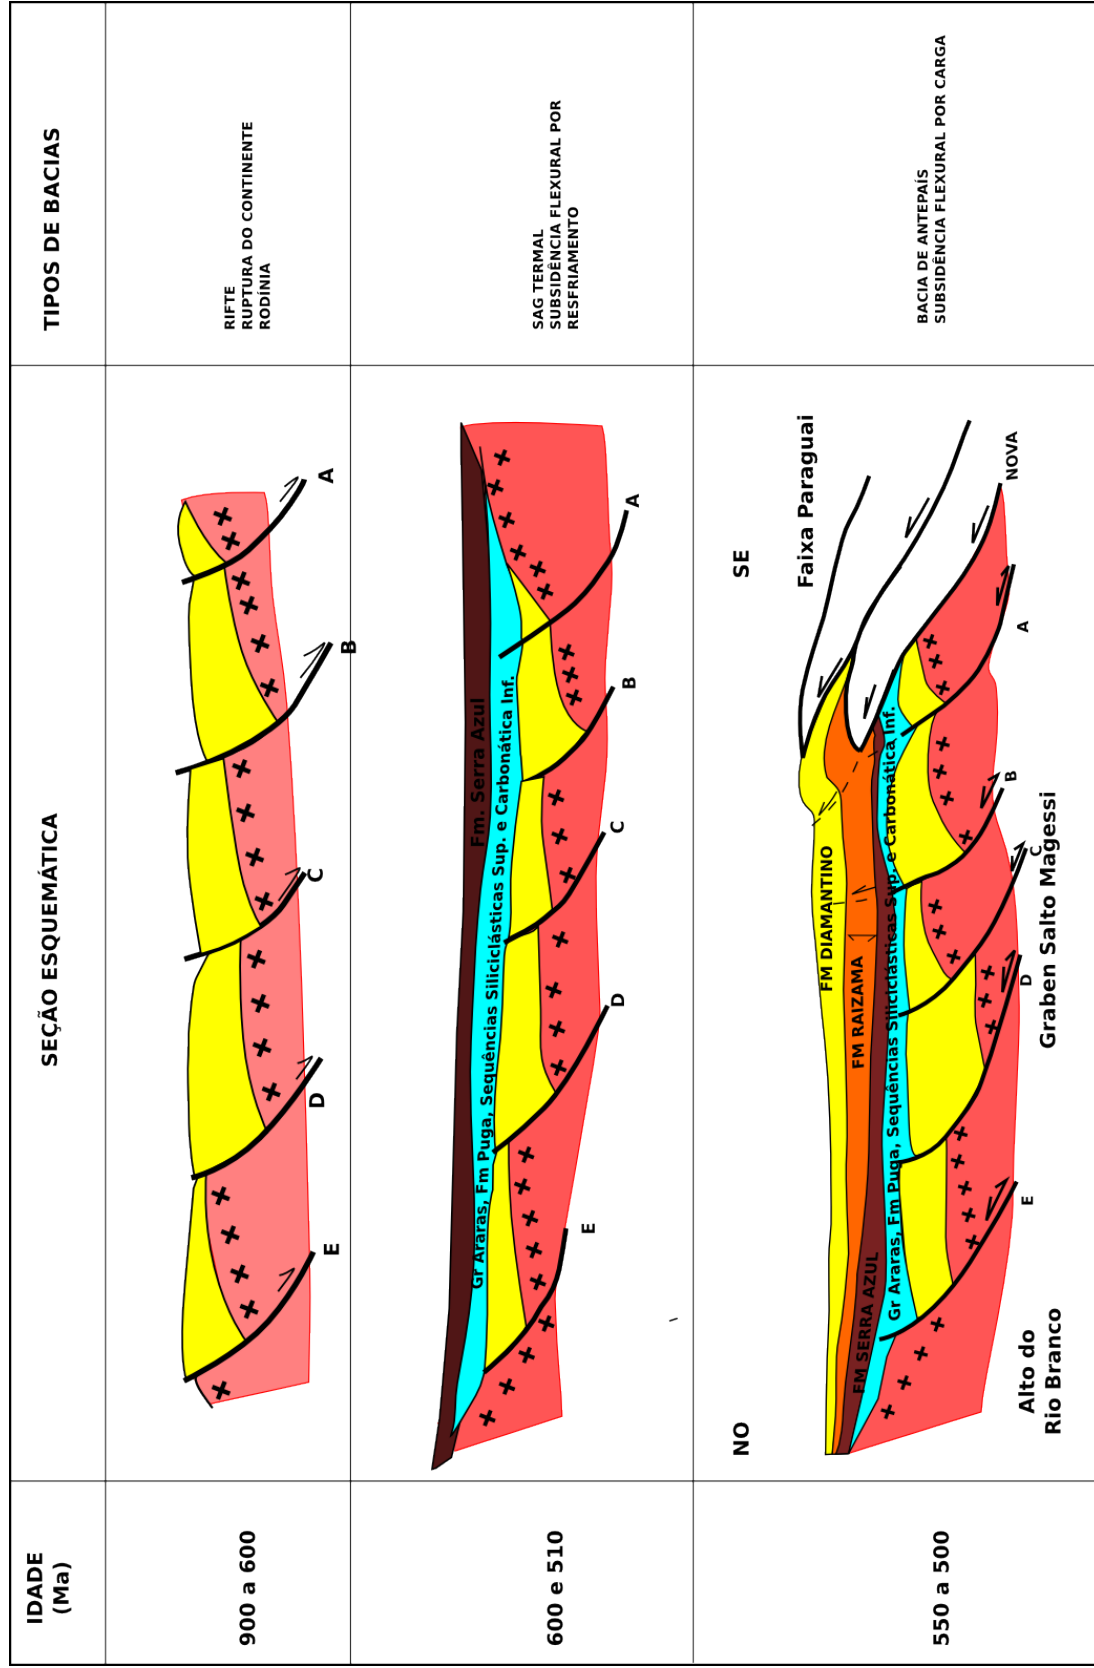 IDADE
(Ma)
SEÇÃO ESQUEMÁTICA
TIPOS DE BACIAS
900 a 600
E
D
C
B
A
RIFTE
RUPTURA DO CONTINENTE
RODÍNIA
600 e 510
Fm. Serra Azul
Gr Araras, Fm Puga, Sequências Siliciclásticas Sup. e Carbonática Inf.
E
D
C
B
A
SAG TERMAL
SUBSIDÊNCIA FLEXURAL POR
RESFRIAMENTO
550 a 500
NO
SE
Faixa Paraguai
FM DIAMANTINO
FM RAIZAMA
FM SERRA AZUL
Gr Araras, Fm Puga, Sequências Siliciclásticas Sup. e Carbonática Inf.
E
D
C
B
A
NOVA
Alto do
Rio Branco
Graben Salto Magessi
BACIA DE ANTEPAÍS
SUBSIDÊNCIA FLEXURAL POR CARGA